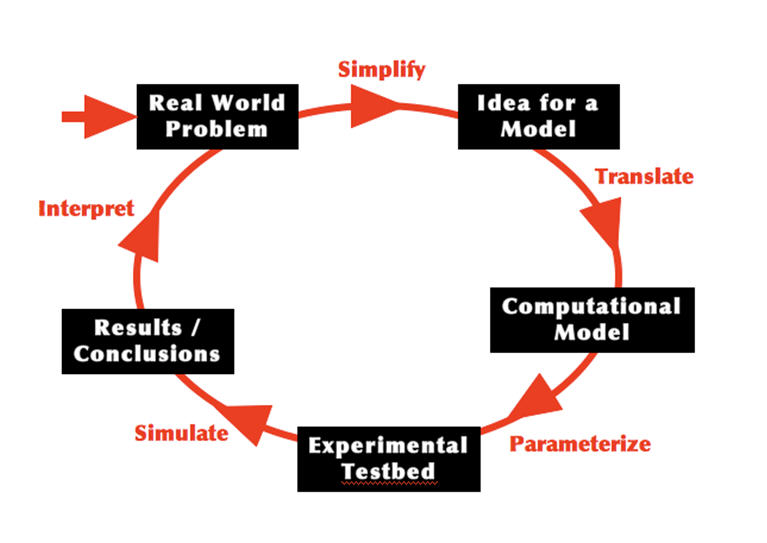 Simplify
Real World
Problem
Idea for a
Model
Translate
Interpret
Computational
Model
Results /
Conclusions
Simulate
Experimental
Testbed
Parameterize